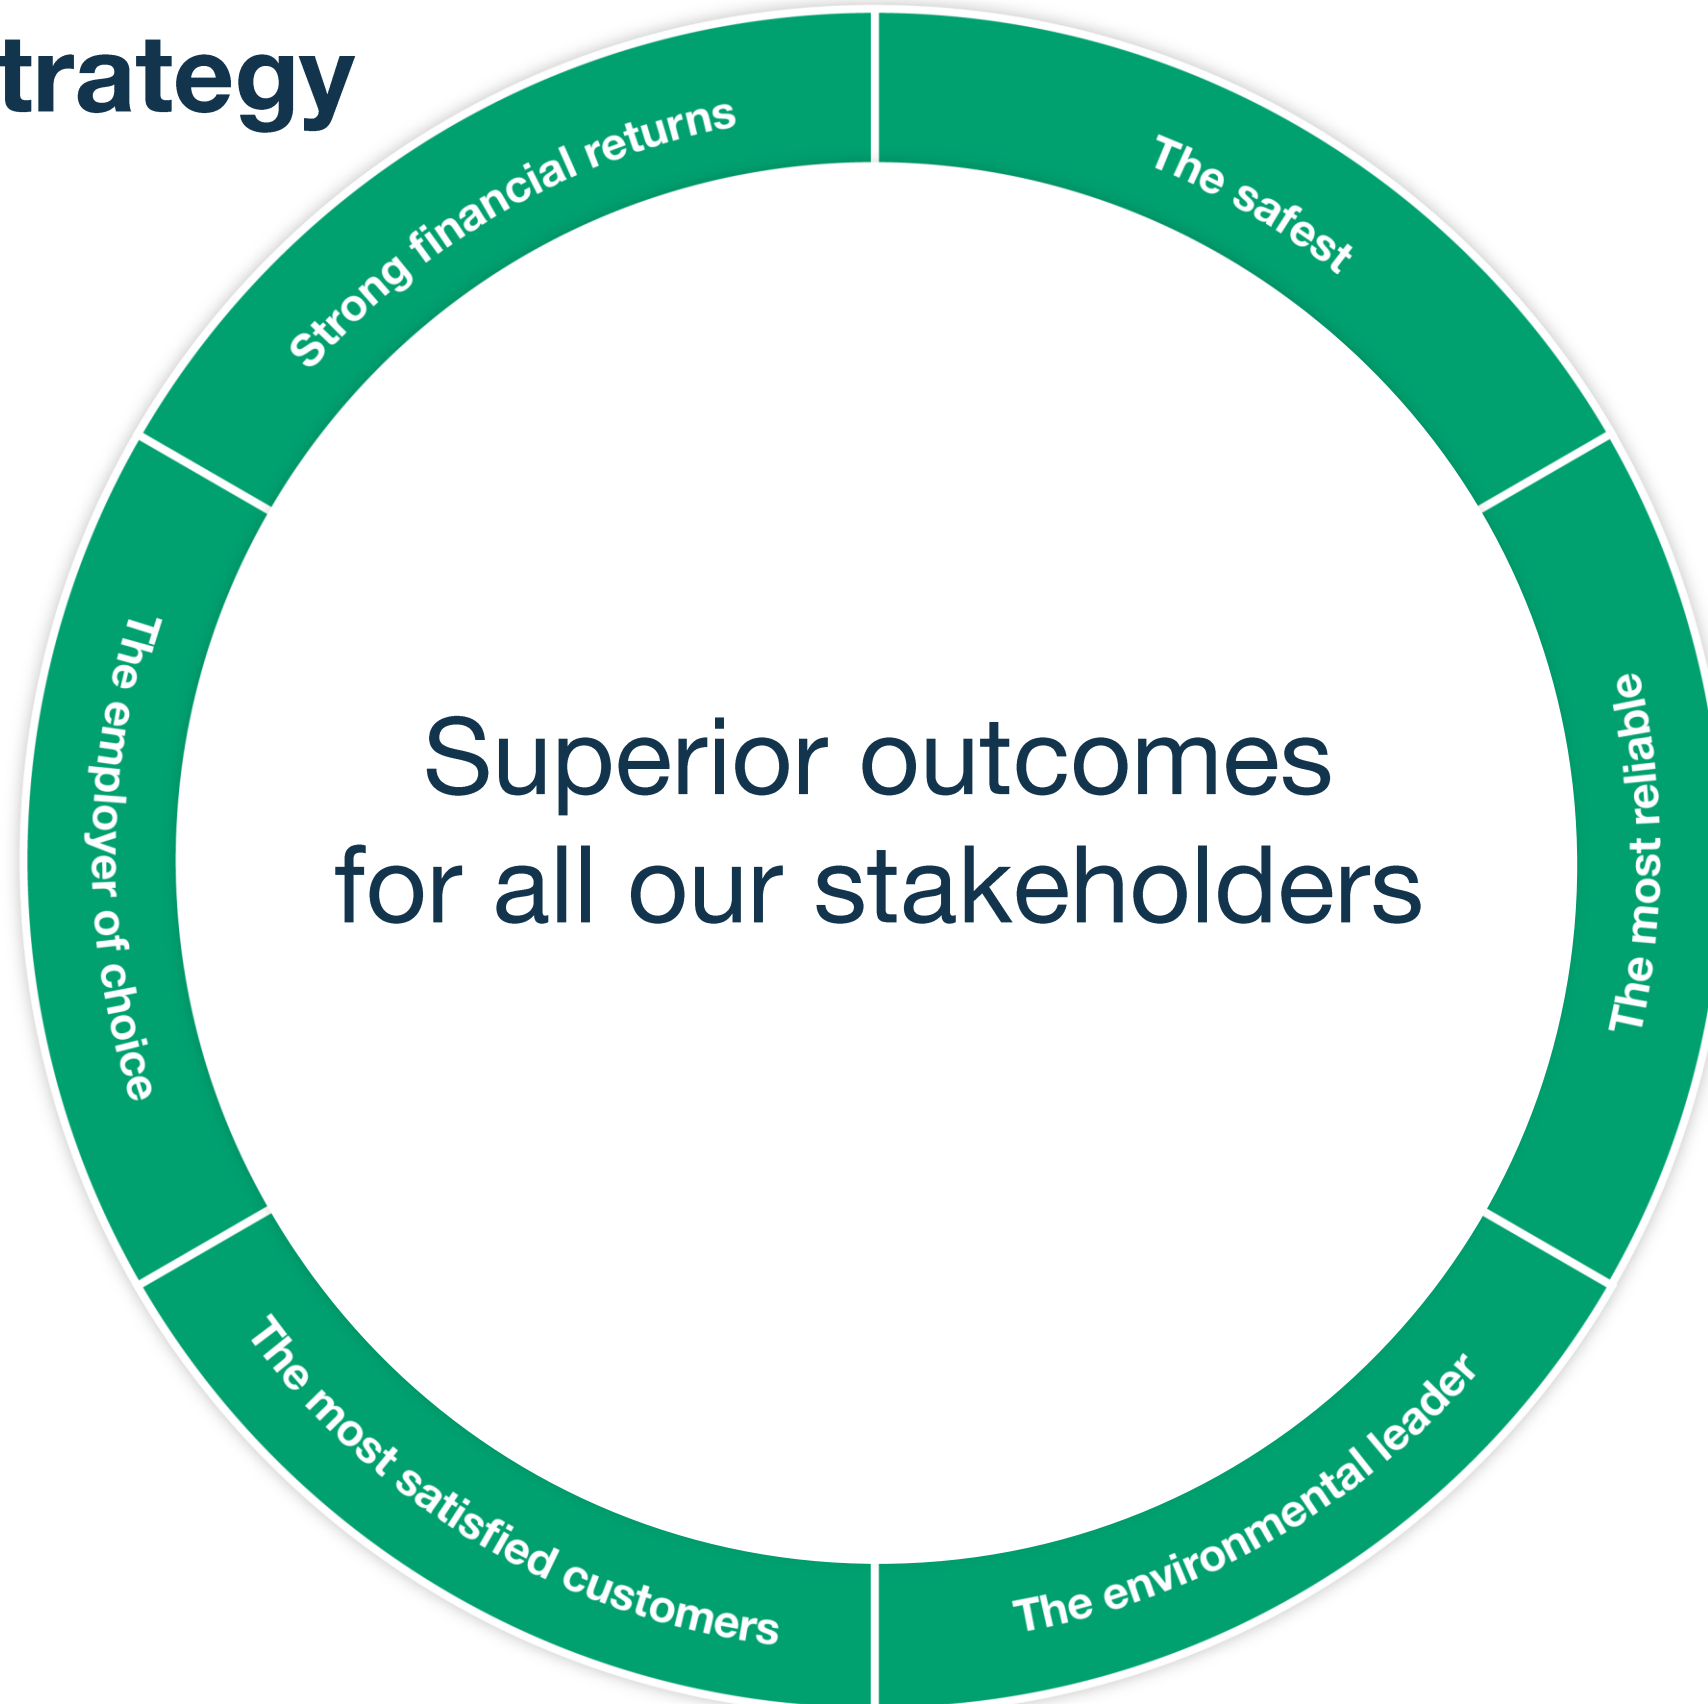 trategy
Strong financial returns
The safest
The most reliable
The environmental leader
The most satisfied customers
The employer of choice
Superior outcomes
for all our stakeholders